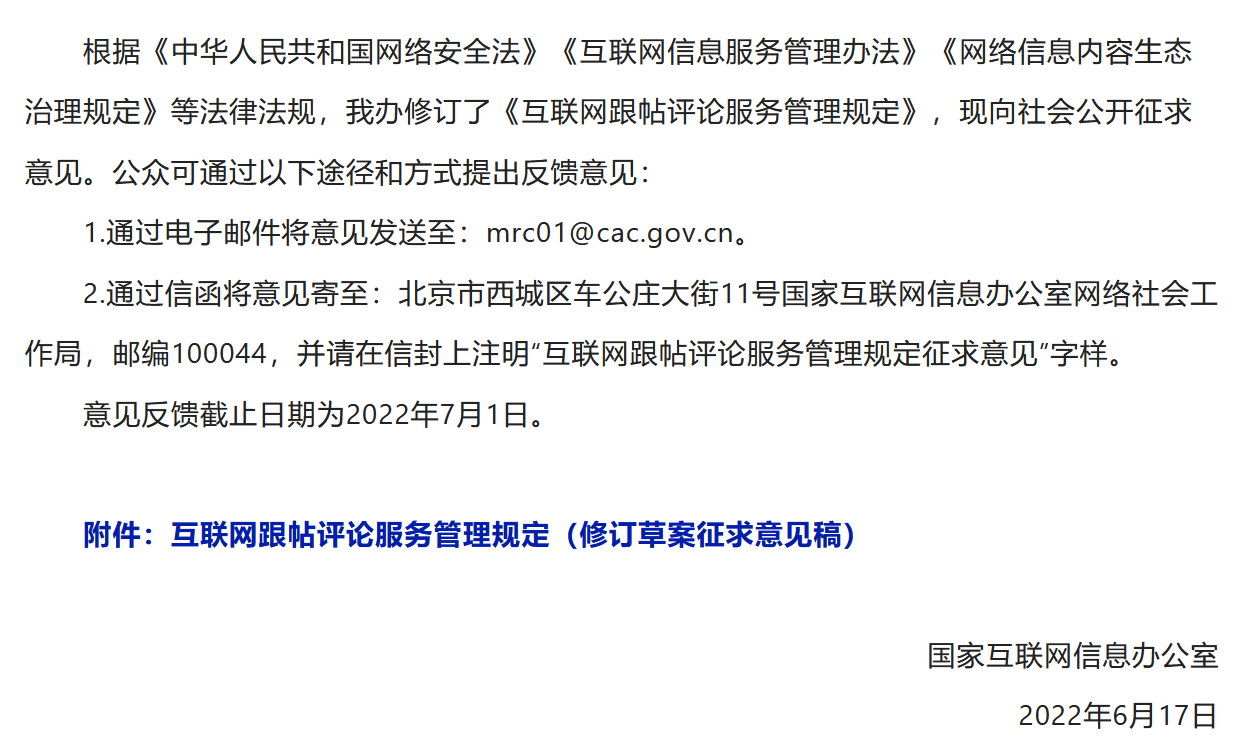 根据《中华人民共和国网络安全法》《互联网信息服务管理办法》《网络信息内容生态
治理规定》等法律法规，我办修订了《互联网跟帖评论服务管理规定》，现向社会公开征求
意见。公众可通过以下途径和方式提出反馈意见：
1.通过电子邮件将意见发送至：mrc01@cac.gov.cn。
2.通过信函将意见寄至：北京市西城区车公庄大街11号国家互联网信息办公室网络社会工
作局，邮编100044，并请在信封上注明“互联网跟帖评论服务管理规定征求意见”字样。
意见反馈截止日期为2022年7月1日。
附件：互联网跟帖评论服务管理规定（修订草案征求意见稿）
国家互联网信息办公室
2022年6月17日